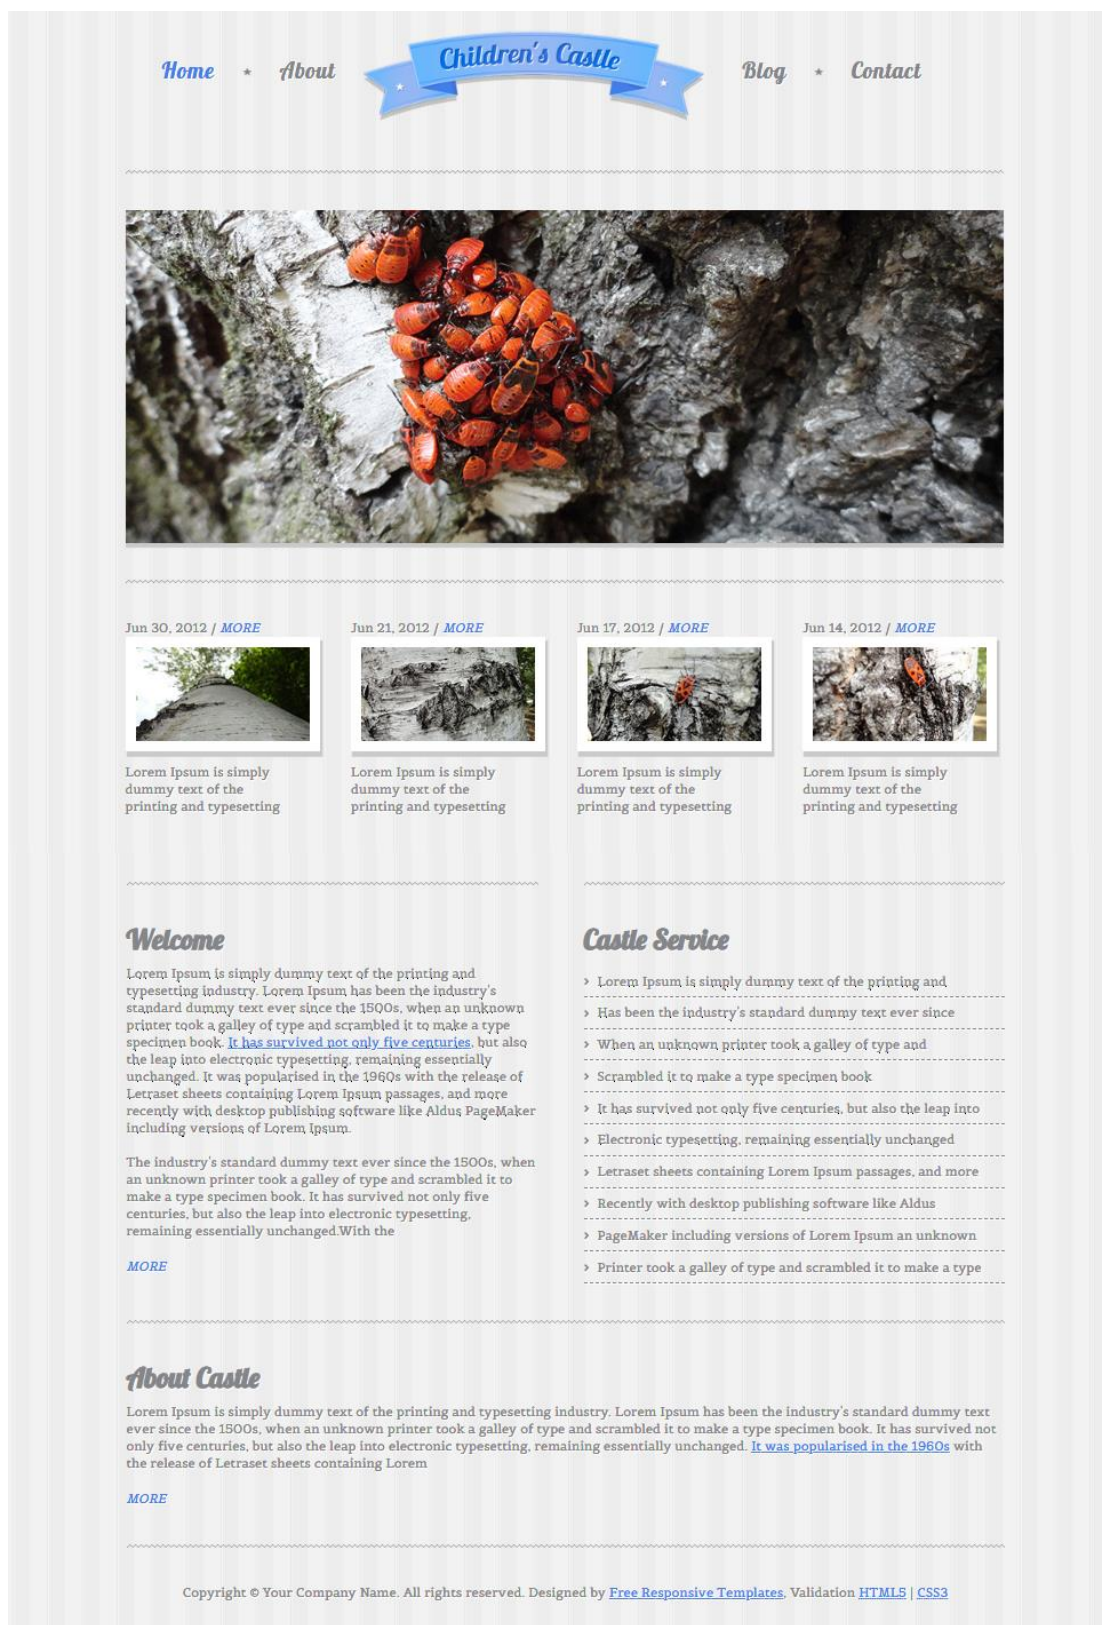 Home ★ About Children's Castle Blog ★ Contact
Jun 30, 2012 / MORE
Lorem Ipsum is simply
dummy text of the
printing and typesetting
Jun 21, 2012 / MORE
Lorem Ipsum is simply
dummy text of the
printing and typesetting
Jun 17, 2012 / MORE
Lorem Ipsum is simply
dummy text of the
printing and typesetting
Jun 14, 2012 / MORE
Lorem Ipsum is simply
dummy text of the
printing and typesetting
Welcome
Lorem Ipsum is simply dummy text of the printing and
typesetting industry. Lorem Ipsum has been the industry's
standard dummy text ever since the 1500s, when an unknown
printer took a galley of type and scrambled it to make a type
specimen book. It has survived not only five centuries, but also
the leap into electronic typesetting, remaining essentially
unchanged. It was popularised in the 1960s with the release of
Letraset sheets containing Lorem Ipsum passages, and more
recently with desktop publishing software like Aldus PageMaker
including versions of Lorem Ipsum.
The industry's standard dummy text ever since the 1500s, when
an unknown printer took a galley of type and scrambled it to
make a type specimen book. It has survived not only five
centuries, but also the leap into electronic typesetting,
remaining essentially unchanged.With the
MORE
Castle Service
› Lorem Ipsum is simply dummy text of the printing and
› Has been the industry's standard dummy text ever since
› When an unknown printer took a galley of type and
› Scrambled it to make a type specimen book
› It has survived not only five centuries, but also the leap into
› Electronic typesetting, remaining essentially unchanged
› Letraset sheets containing Lorem Ipsum passages, and more
› Recently with desktop publishing software like Aldus
› PageMaker including versions of Lorem Ipsum an unknown
› Printer took a galley of type and scrambled it to make a type
About Castle
Lorem Ipsum is simply dummy text of the printing and typesetting industry. Lorem Ipsum has been the industry's standard dummy text
ever since the 1500s, when an unknown printer took a galley of type and scrambled it to make a type specimen book. It has survived not
only five centuries, but also the leap into electronic typesetting, remaining essentially unchanged. It was popularised in the 1960s with
the release of Letraset sheets containing Lorem
MORE
Copyright © Your Company Name. All rights reserved. Designed by Free Responsive Templates, Validation HTML5 | CSS3